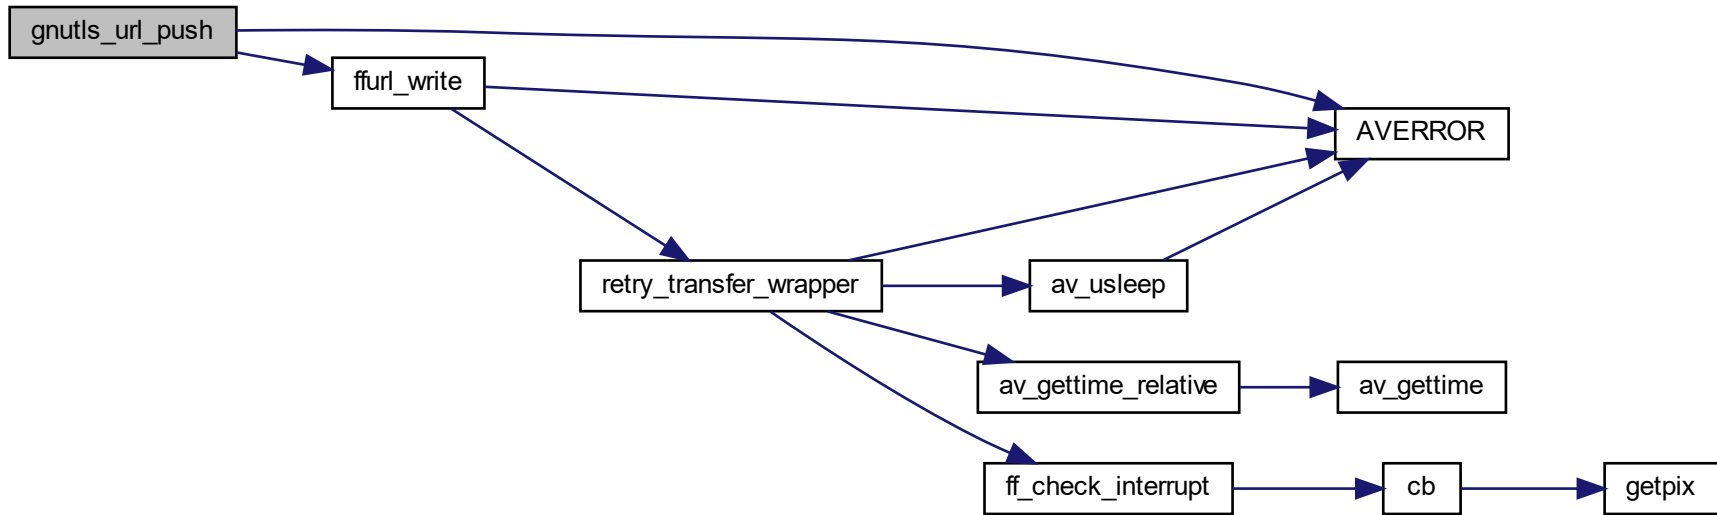 gnutls_url_push
ffurl_write
AVERROR
retry_transfer_wrapper
av_usleep
av_gettime_relative
av_gettime
ff_check_interrupt
cb
getpix